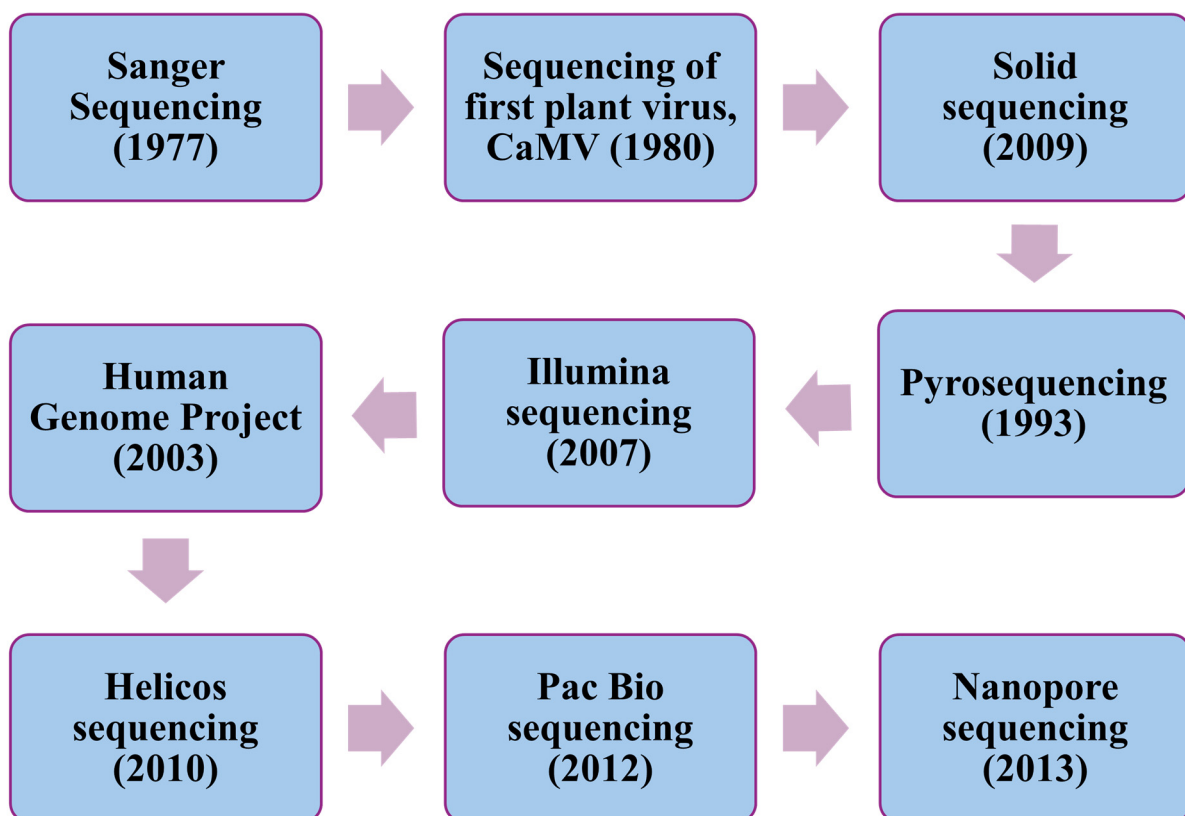 Sanger
Sequencing
(1977)
Sequencing of
first plant virus,
CaMV (1980)
Solid
sequencing
(2009)
Pyrosequencing
(1993)
Illumina
sequencing
(2007)
Human
Genome Project
(2003)
Helicos
sequencing
(2010)
Pac Bio
sequencing
(2012)
Nanopore
sequencing
(2013)